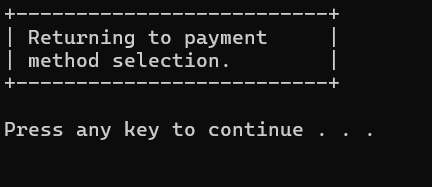 +--------------------------+
| Returning to payment     |
| method selection.        |
+--------------------------+
Press any key to continue . . .